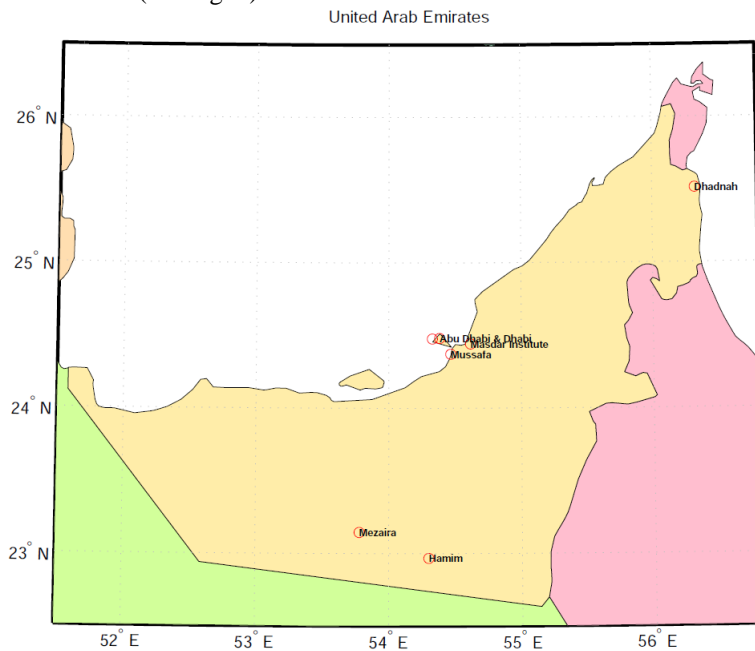 United Arab Emirates
26° N
Dhadnah
25° N
Abu Dhabi & Dhabi
Masdar Institute
Mussafa
24° N
Mezaira
23° N
Hamim
52° E
53° E
54° E
55° E
56° E